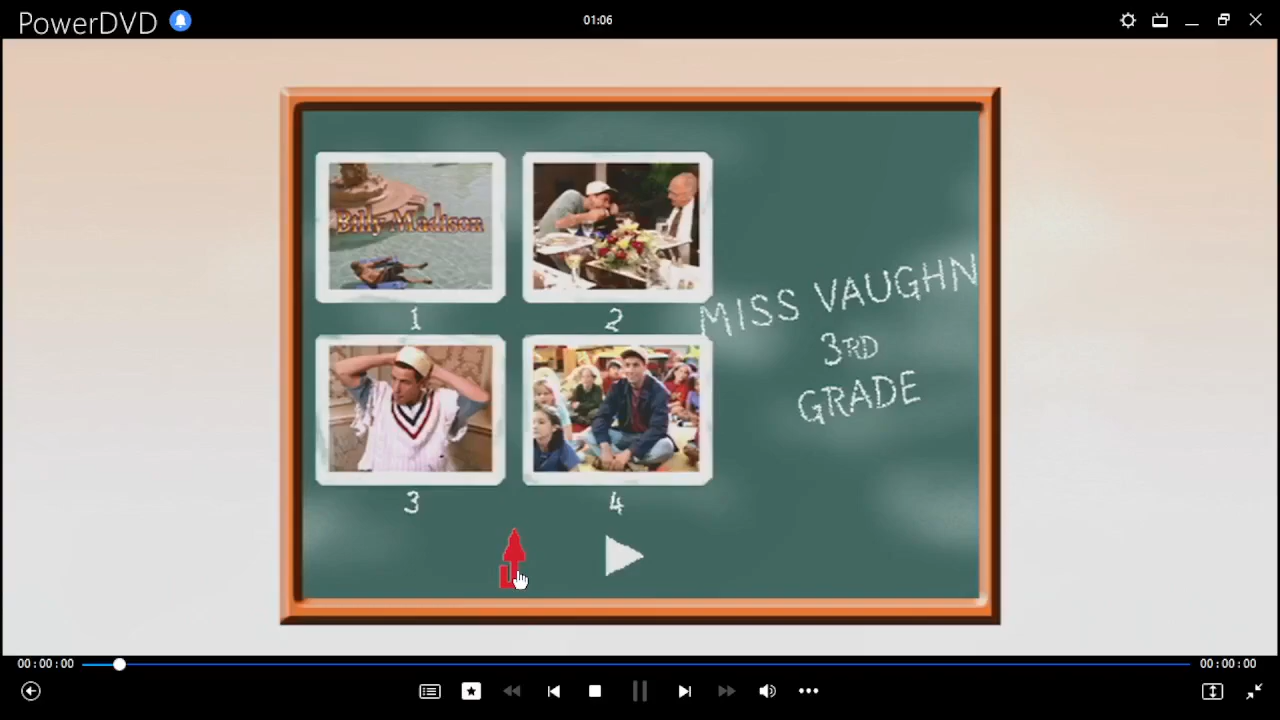 PowerDVD
01:06
Billy Madison
1
2
MISS VAUGHN
3RD
GRADE
3
4
00:00:00
00:00:00